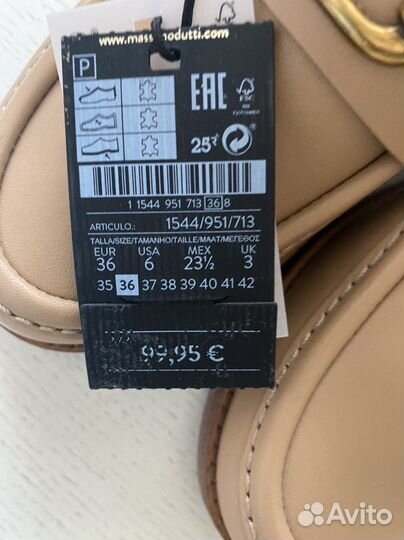 www.massimodutti.com
P
EAC
FSC
25
1 1544 951 713 36 8
ARTICULO.: 1544/951/713
TALLA/SIZE/TAMANHO/TAILLE/MAAT/ΜΕΓΕΘΟΣ
EUR USA MEX UK
36 6 23½ 3
35 36 37 38 39 40 41 42
99,95 €
Avito